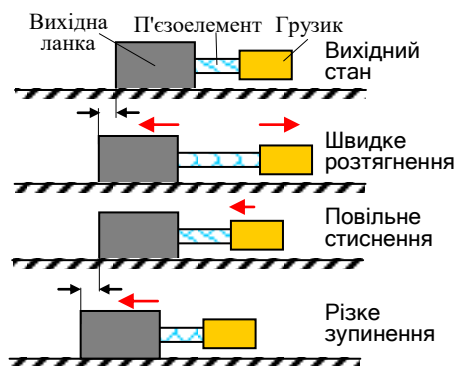 Вихідна
ланка
П'єзоелемент
Грузик
Вихідний
стан
Швидке
розтягнення
Повільне
стиснення
Різке
зупинення